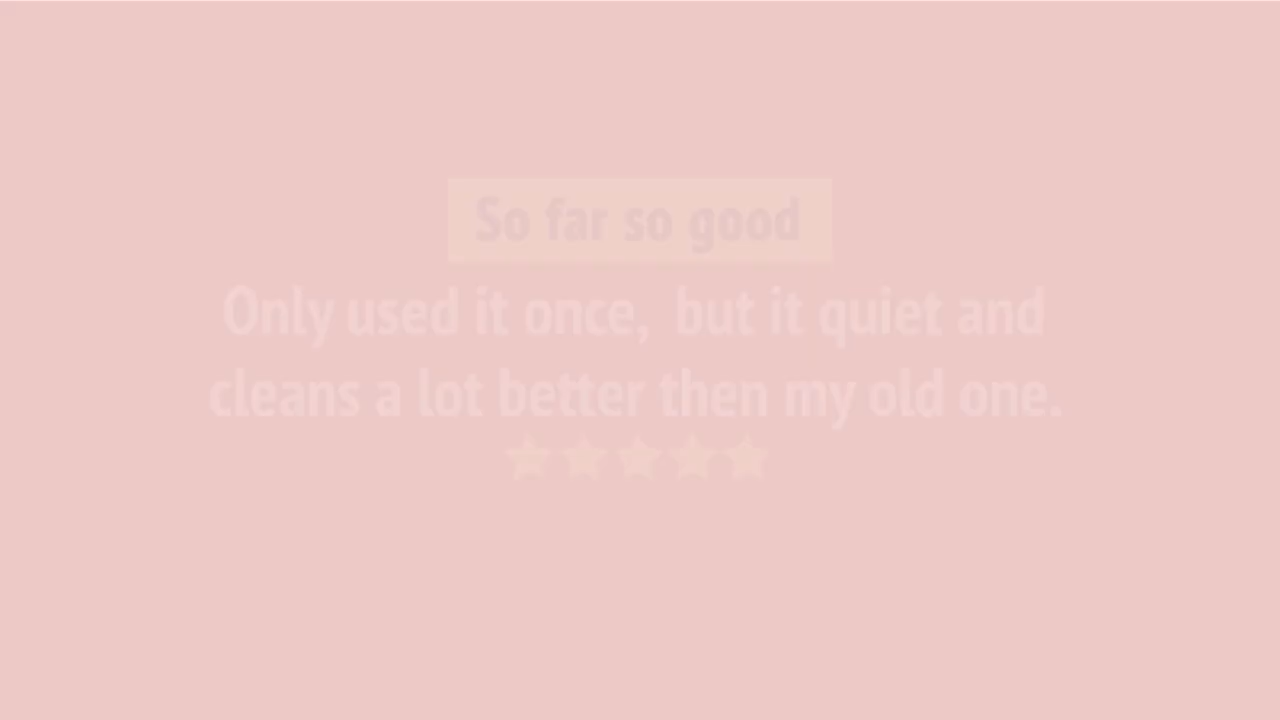 So far so good
Only used it once, but it quiet and
cleans a lot better then my old one.